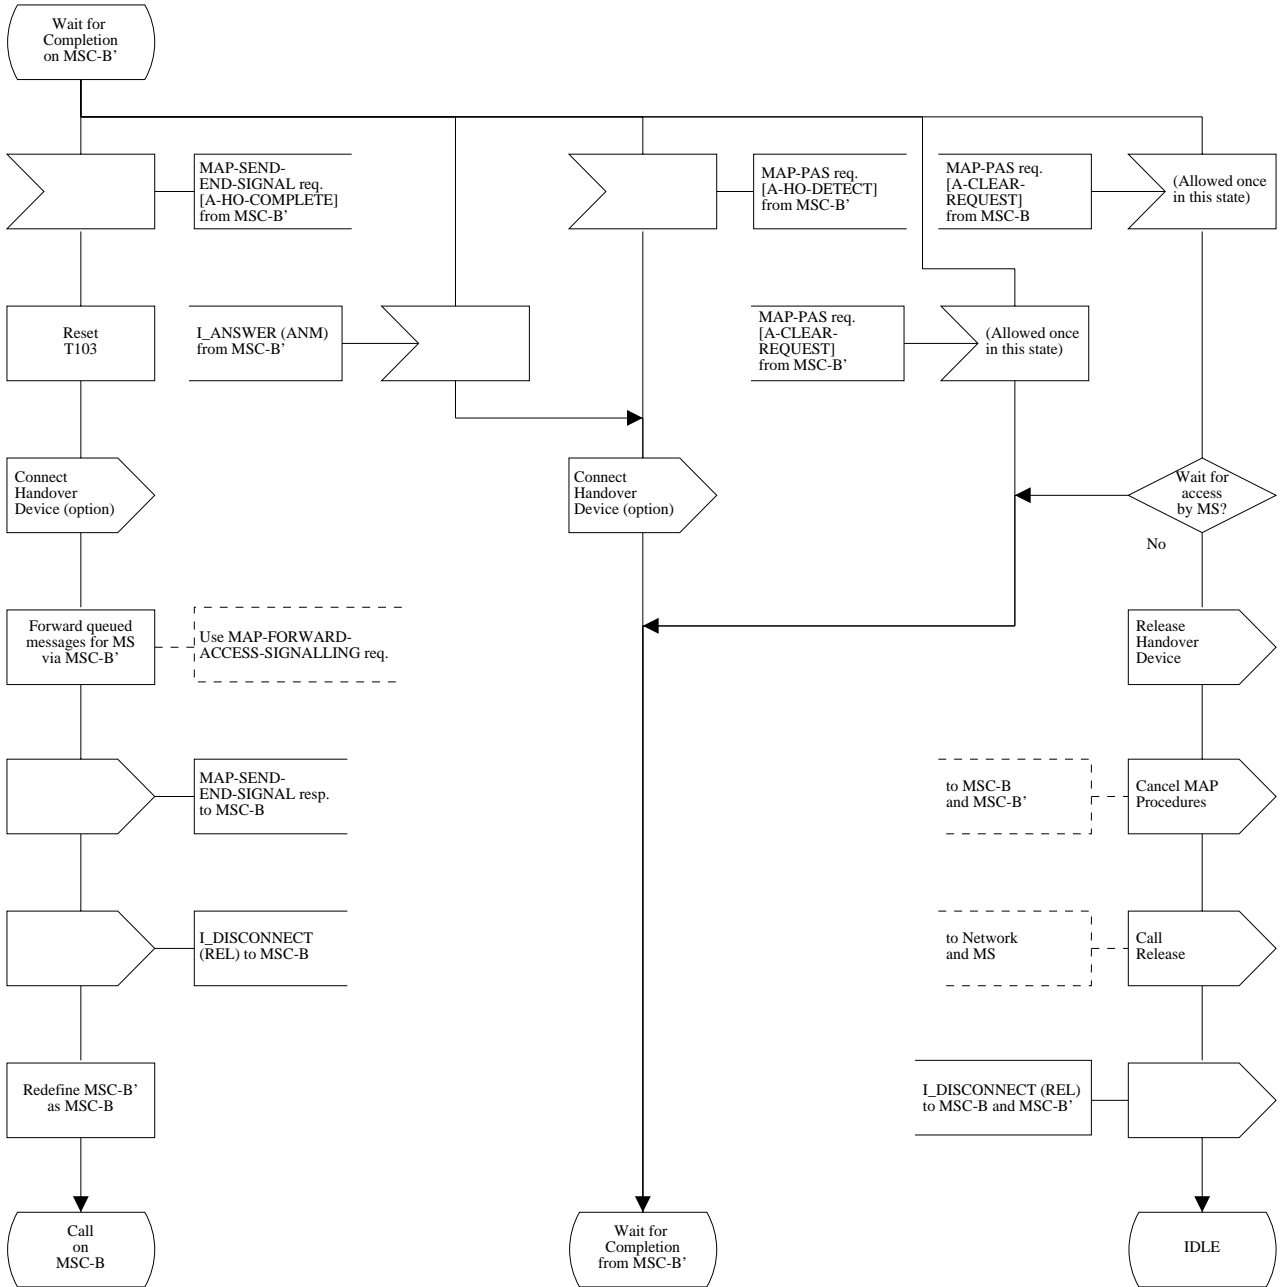 Wait for
Completion
on MSC-B’
MAP-SEND-
END-SIGNAL req.
[A-HO-COMPLETE]
from MSC-B’
MAP-PAS req.
[A-HO-DETECT]
from MSC-B’
MAP-PAS req.
[A-CLEAR-
REQUEST]
from MSC-B
(Allowed once
in this state)
Reset
T103
I_ANSWER (ANM)
from MSC-B’
MAP-PAS req.
[A-CLEAR-
REQUEST]
from MSC-B’
(Allowed once
in this state)
Connect
Handover
Device (option)
Connect
Handover
Device (option)
Wait for
access
by MS?
No
Forward queued
messages for MS
via MSC-B’
Use MAP-FORWARD-
ACCESS-SIGNALLING req.
Release
Handover
Device
MAP-SEND-
END-SIGNAL resp.
to MSC-B
to MSC-B
and MSC-B’
Cancel MAP
Procedures
I_DISCONNECT
(REL) to MSC-B
to Network
and MS
Call
Release
Redefine MSC-B’
as MSC-B
I_DISCONNECT (REL)
to MSC-B and MSC-B’
Call
on
MSC-B
Wait for
Completion
from MSC-B’
IDLE